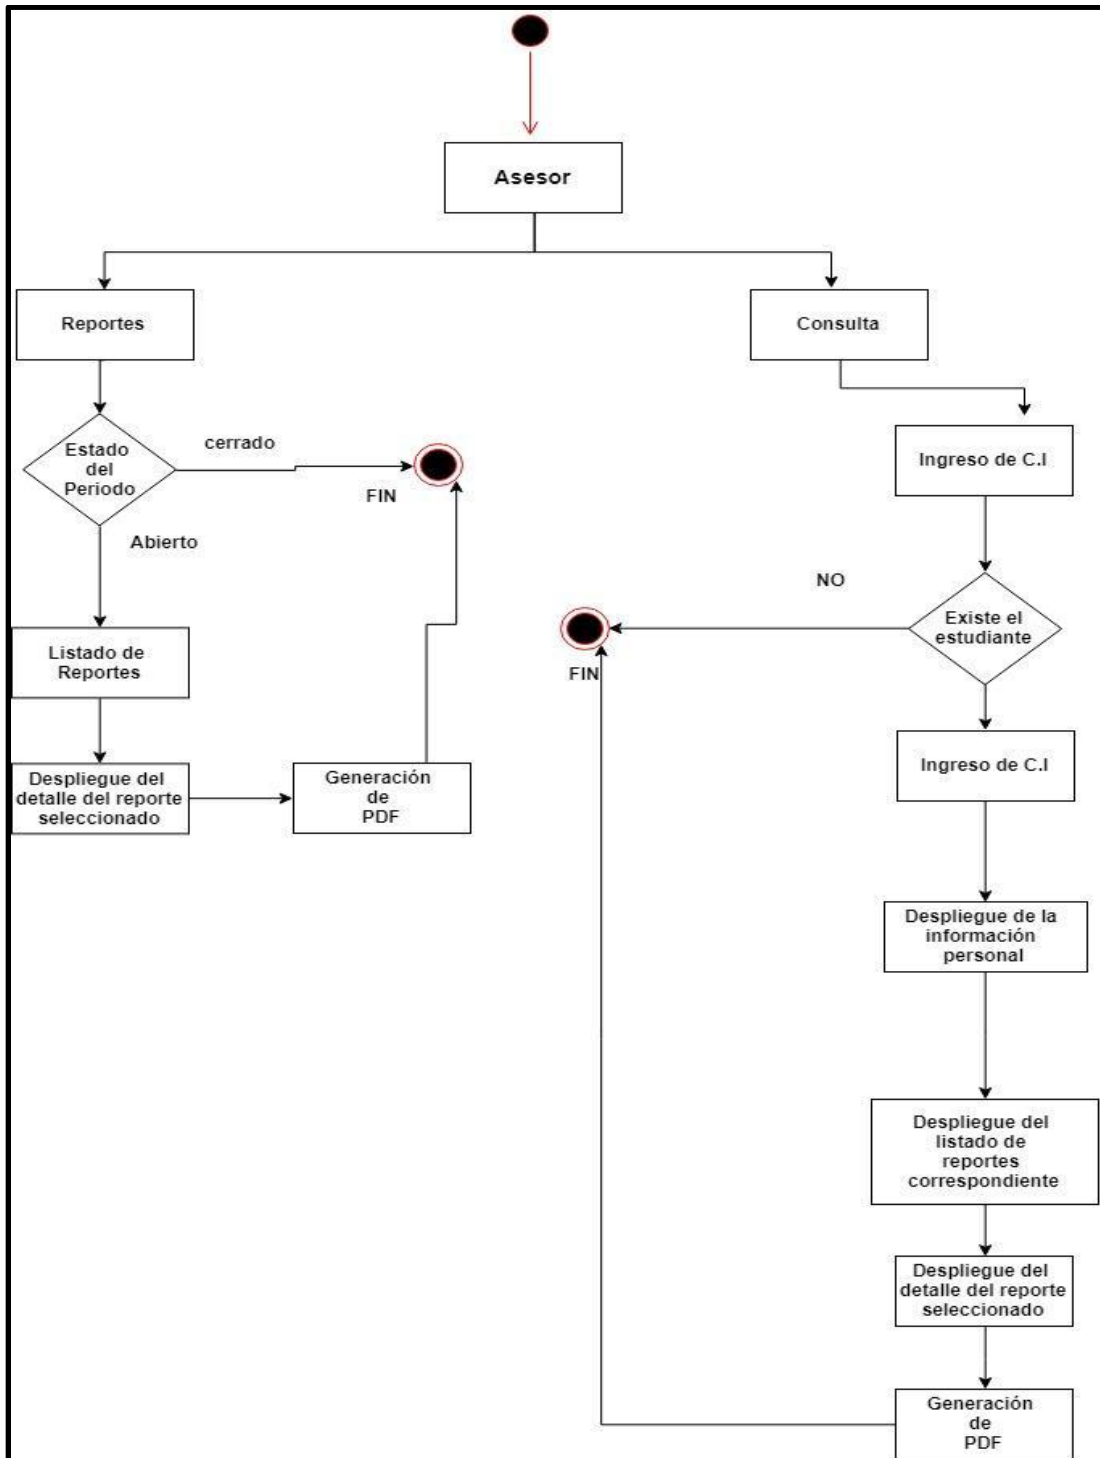 Asesor
Reportes
Consulta
Estado
del
Periodo
cerrado
FIN
Abierto
Listado de
Reportes
Despliegue del
detalle del reporte
seleccionado
Generación
de
PDF
Ingreso de C.I
NO
Existe el
estudiante
FIN
Ingreso de C.I
Despliegue de la
información
personal
Despliegue del
listado de
reportes
correspondiente
Despliegue del
detalle del reporte
seleccionado
Generación
de
PDF